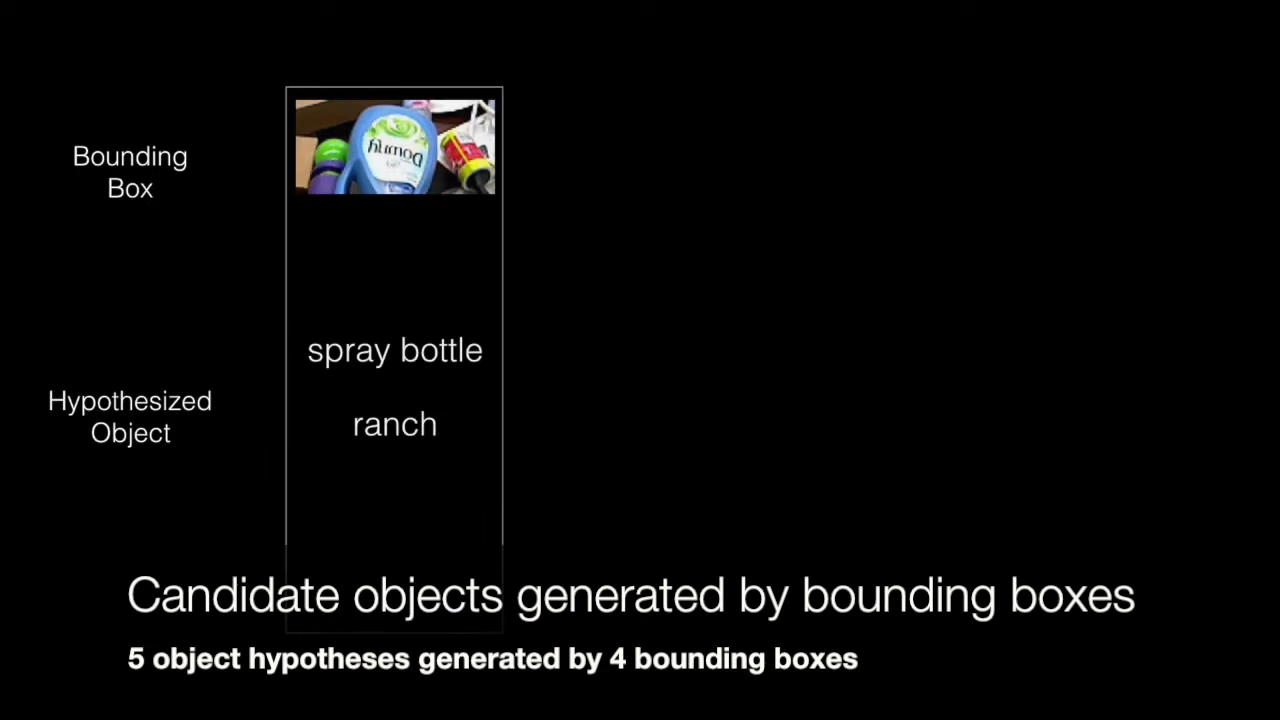 Bounding
Box
Downy
spray bottle
ranch
Hypothesized
Object
Candidate objects generated by bounding boxes
5 object hypotheses generated by 4 bounding boxes